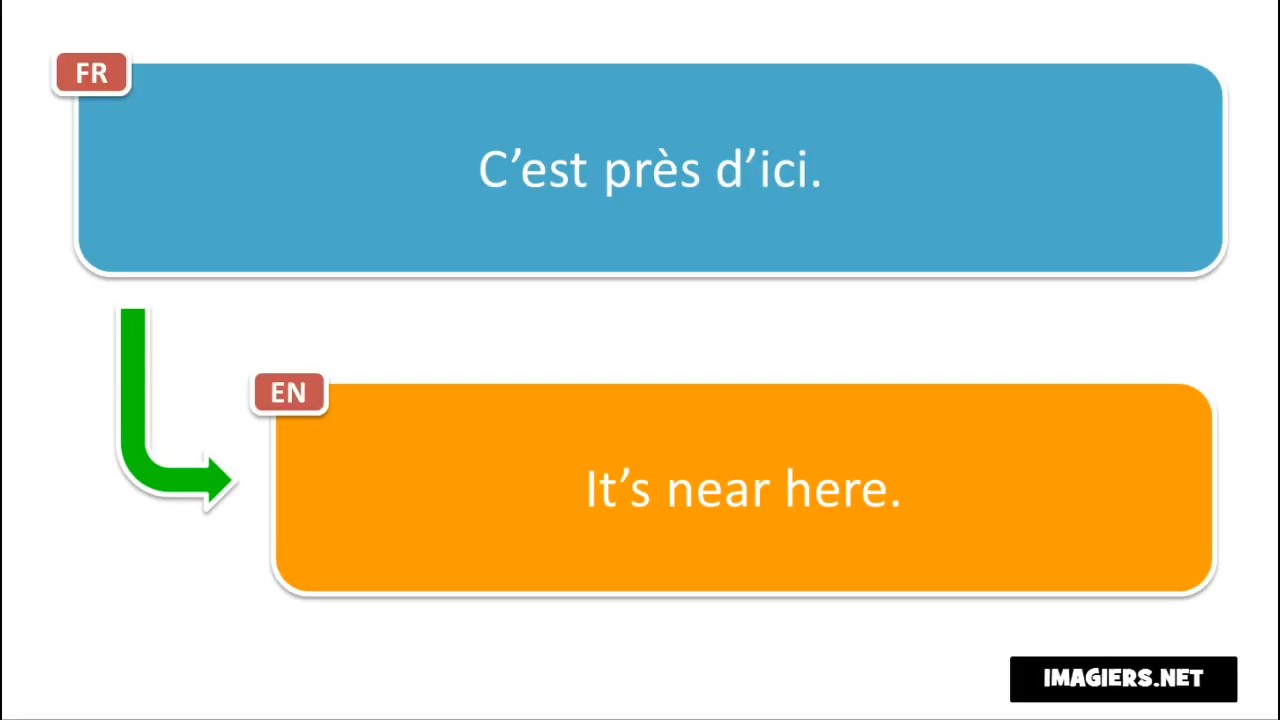 FR
C’est près d’ici.
EN
It’s near here.
IMAGIERS.NET